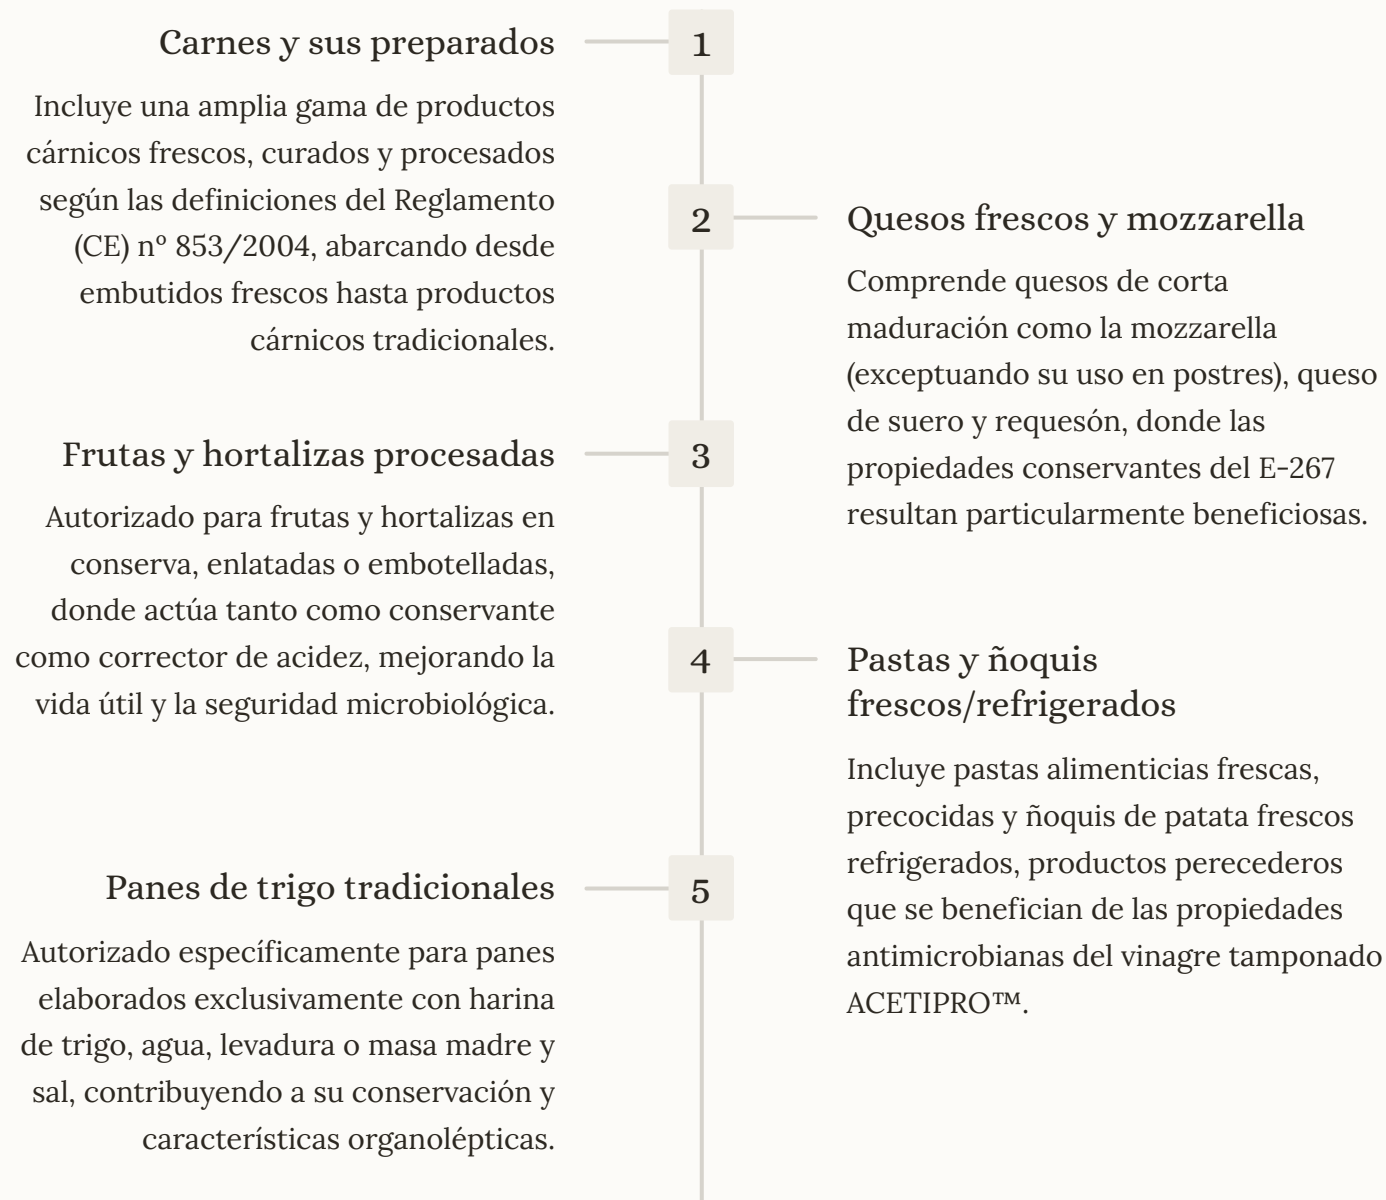 Carnes y sus preparados
1
Incluye una amplia gama de productos
cárnicos frescos, curados y procesados
según las definiciones del Reglamento
(CE) nº 853/2004, abarcando desde
embutidos frescos hasta productos
cárnicos tradicionales.
2
Quesos frescos y mozzarella
Comprende quesos de corta
maduración como la mozzarella
(exceptuando su uso en postres), queso
de suero y requesón, donde las
propiedades conservantes del E-267
resultan particularmente beneficiosas.
Frutas y hortalizas procesadas
3
Autorizado para frutas y hortalizas en
conserva, enlatadas o embotelladas,
donde actúa tanto como conservante
como corrector de acidez, mejorando la
vida útil y la seguridad microbiológica.
4
Pastas y ñoquis
frescos/refrigerados
Incluye pastas alimenticias frescas,
precocidas y ñoquis de patata frescos
refrigerados, productos perecederos
que se benefician de las propiedades
antimicrobianas del vinagre tamponado
ACETIPRO™.
Panes de trigo tradicionales
5
Autorizado específicamente para panes
elaborados exclusivamente con harina
de trigo, agua, levadura o masa madre y
sal, contribuyendo a su conservación y
características organolépticas.